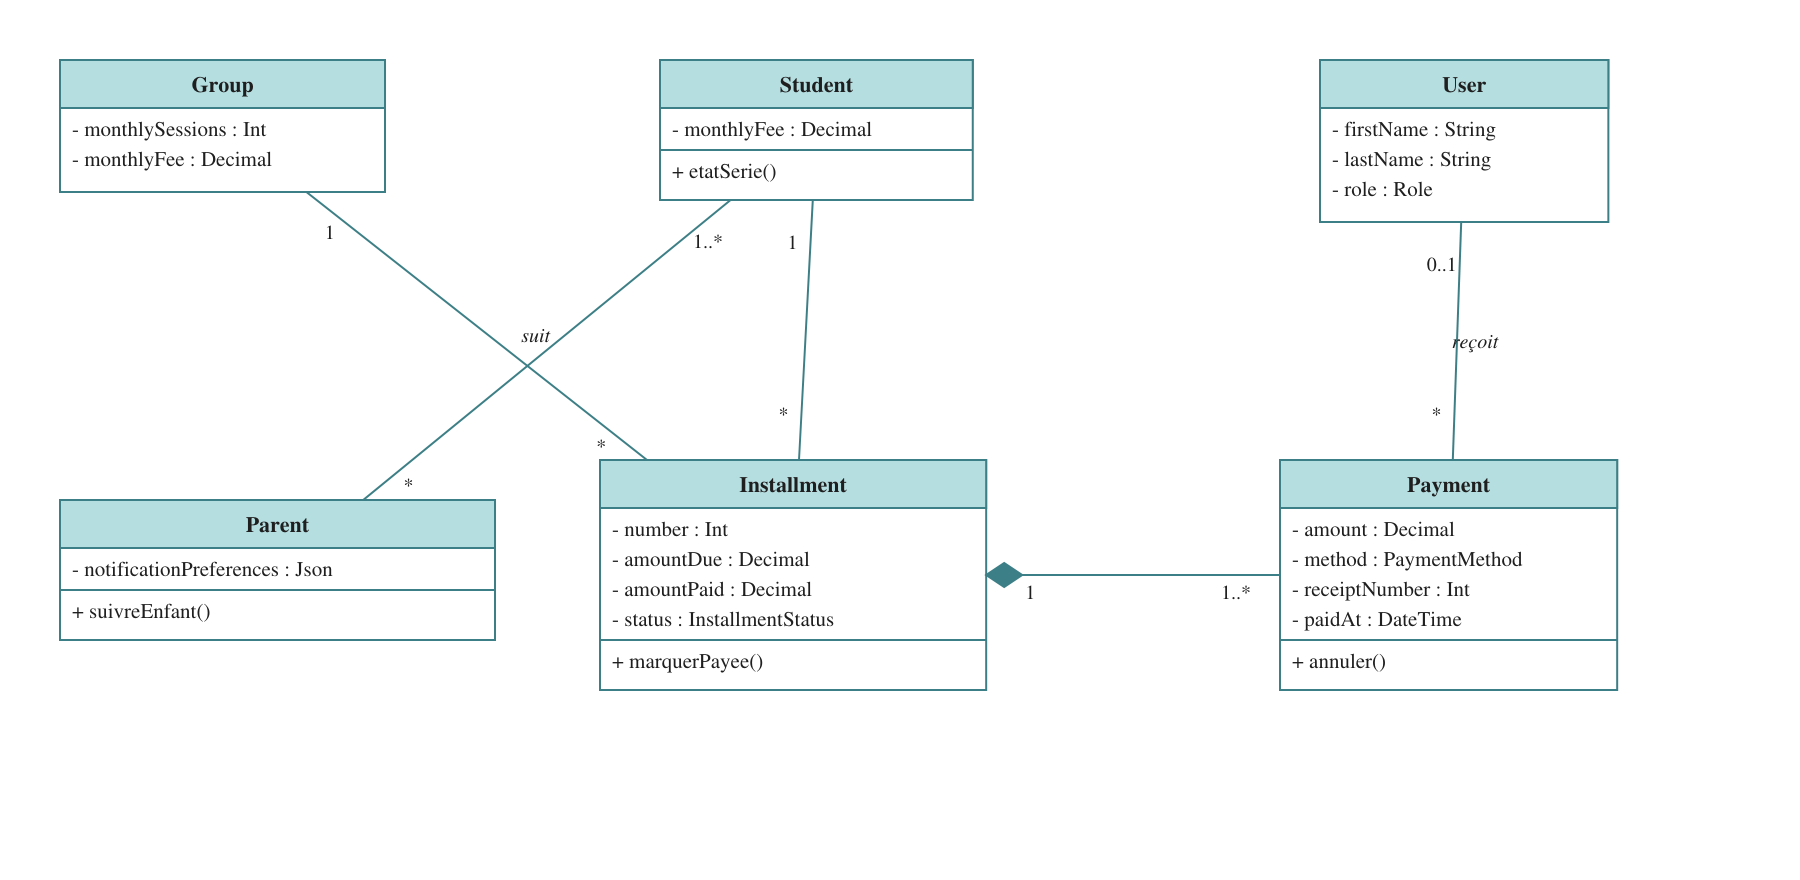 Group
- monthlySessions : Int
- monthlyFee : Decimal
Student
- monthlyFee : Decimal
+ etatSerie()
User
- firstName : String
- lastName : String
- role : Role
1
1..*
1
0..1
suit
reçoit
*
*
*
*
Parent
- notificationPreferences : Json
+ suivreEnfant()
Installment
- number : Int
- amountDue : Decimal
- amountPaid : Decimal
- status : InstallmentStatus
+ marquerPayee()
1
1..*
Payment
- amount : Decimal
- method : PaymentMethod
- receiptNumber : Int
- paidAt : DateTime
+ annuler()